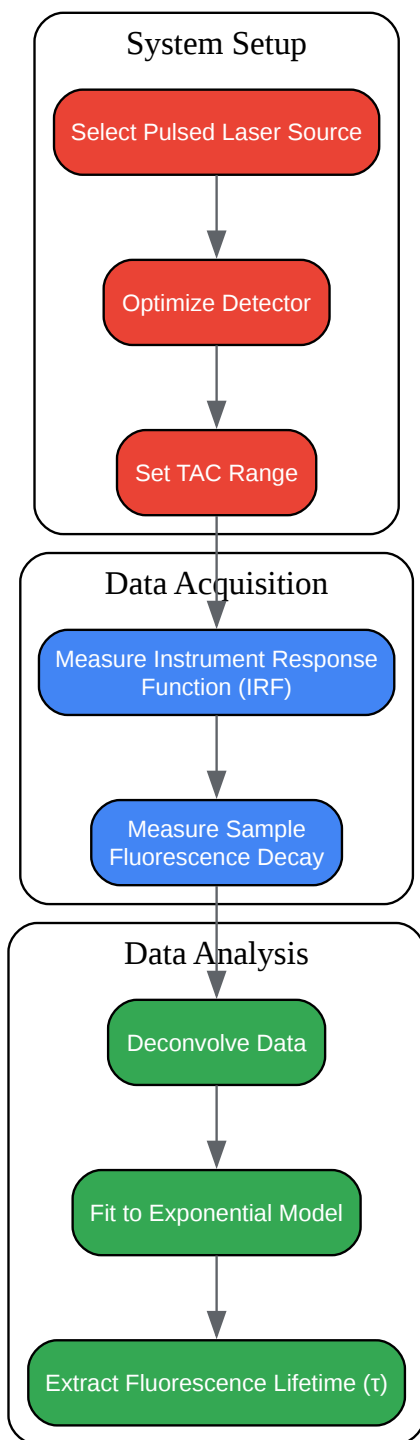 System Setup
Select Pulsed Laser Source
Optimize Detector
Set TAC Range
Data Acquisition
Measure Instrument Response
Function (IRF)
Measure Sample
Fluorescence Decay
Data Analysis
Deconvolve Data
Fit to Exponential Model
Extract Fluorescence Lifetime (τ)